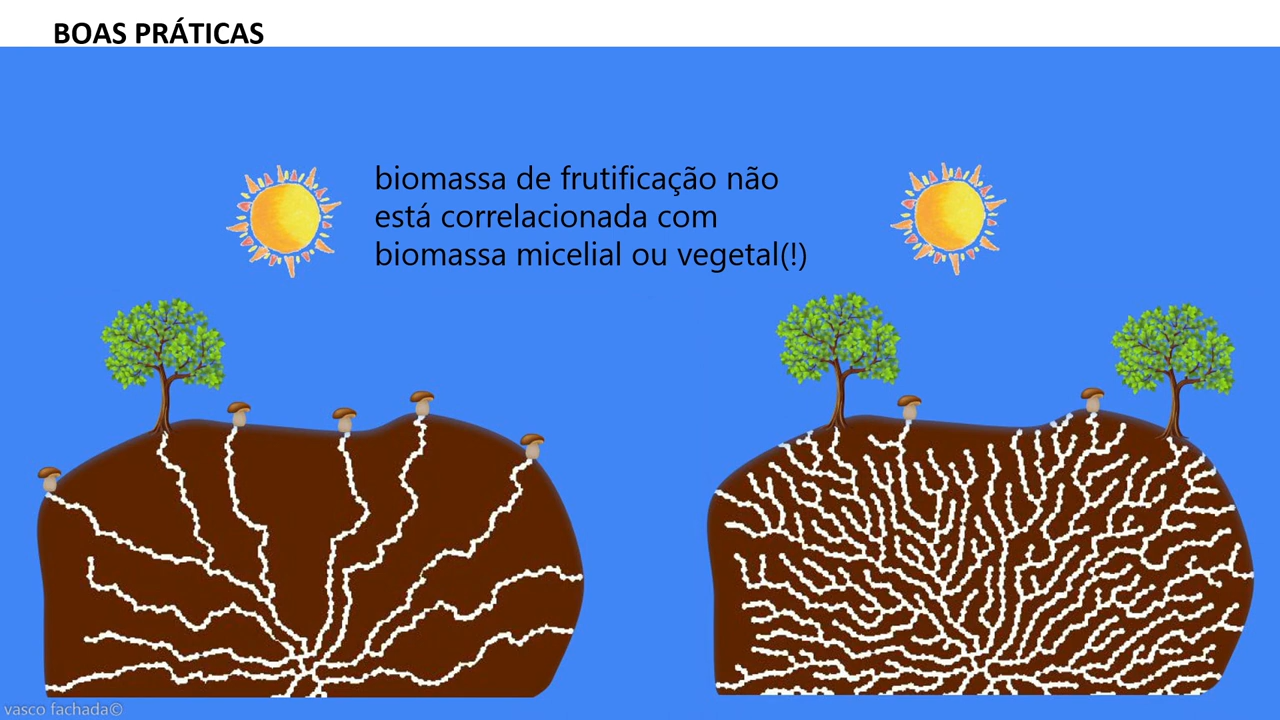 BOAS PRÁTICAS
biomassa de frutificação não
está correlacionada com
biomassa micelial ou vegetal(!)
vasco fachada©